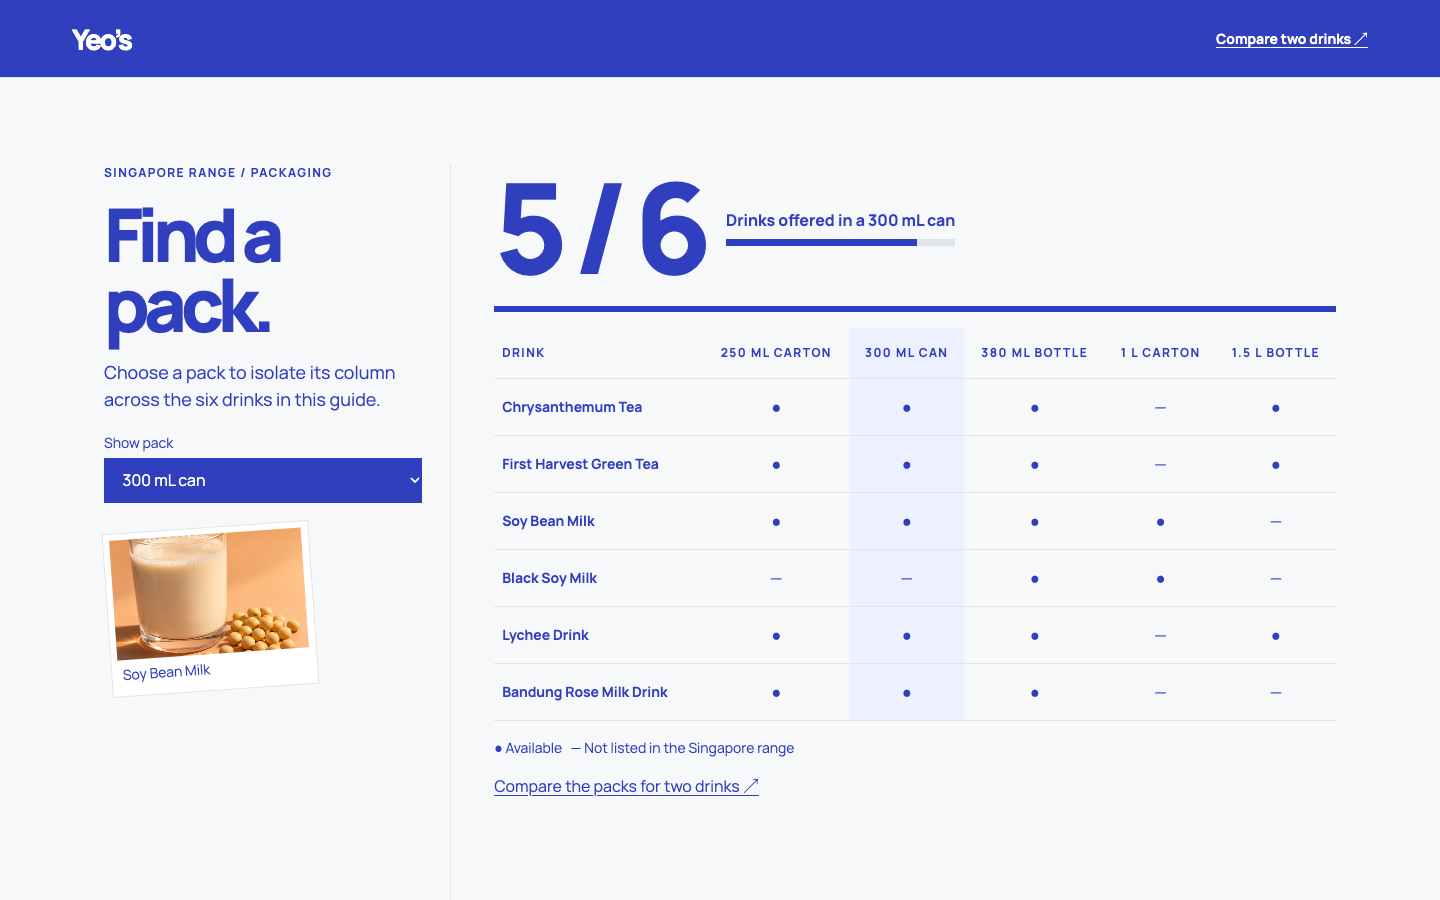 Yeo's
Compare two drinks ↗
SINGAPORE RANGE / PACKAGING
Find a
pack.
Choose a pack to isolate its column
across the six drinks in this guide.
Show pack
300 mL can
Soy Bean Milk
5/6
Drinks offered in a 300 mL can
DRINK 250 ML CARTON 300 ML CAN 380 ML BOTTLE 1 L CARTON 1.5 L BOTTLE
Chrysanthemum Tea ● ● ● — ●
First Harvest Green Tea ● ● ● — ●
Soy Bean Milk ● ● ● ● —
Black Soy Milk — — ● ● —
Lychee Drink ● ● ● — ●
Bandung Rose Milk Drink ● ● ● — —
● Available — Not listed in the Singapore range
Compare the packs for two drinks ↗